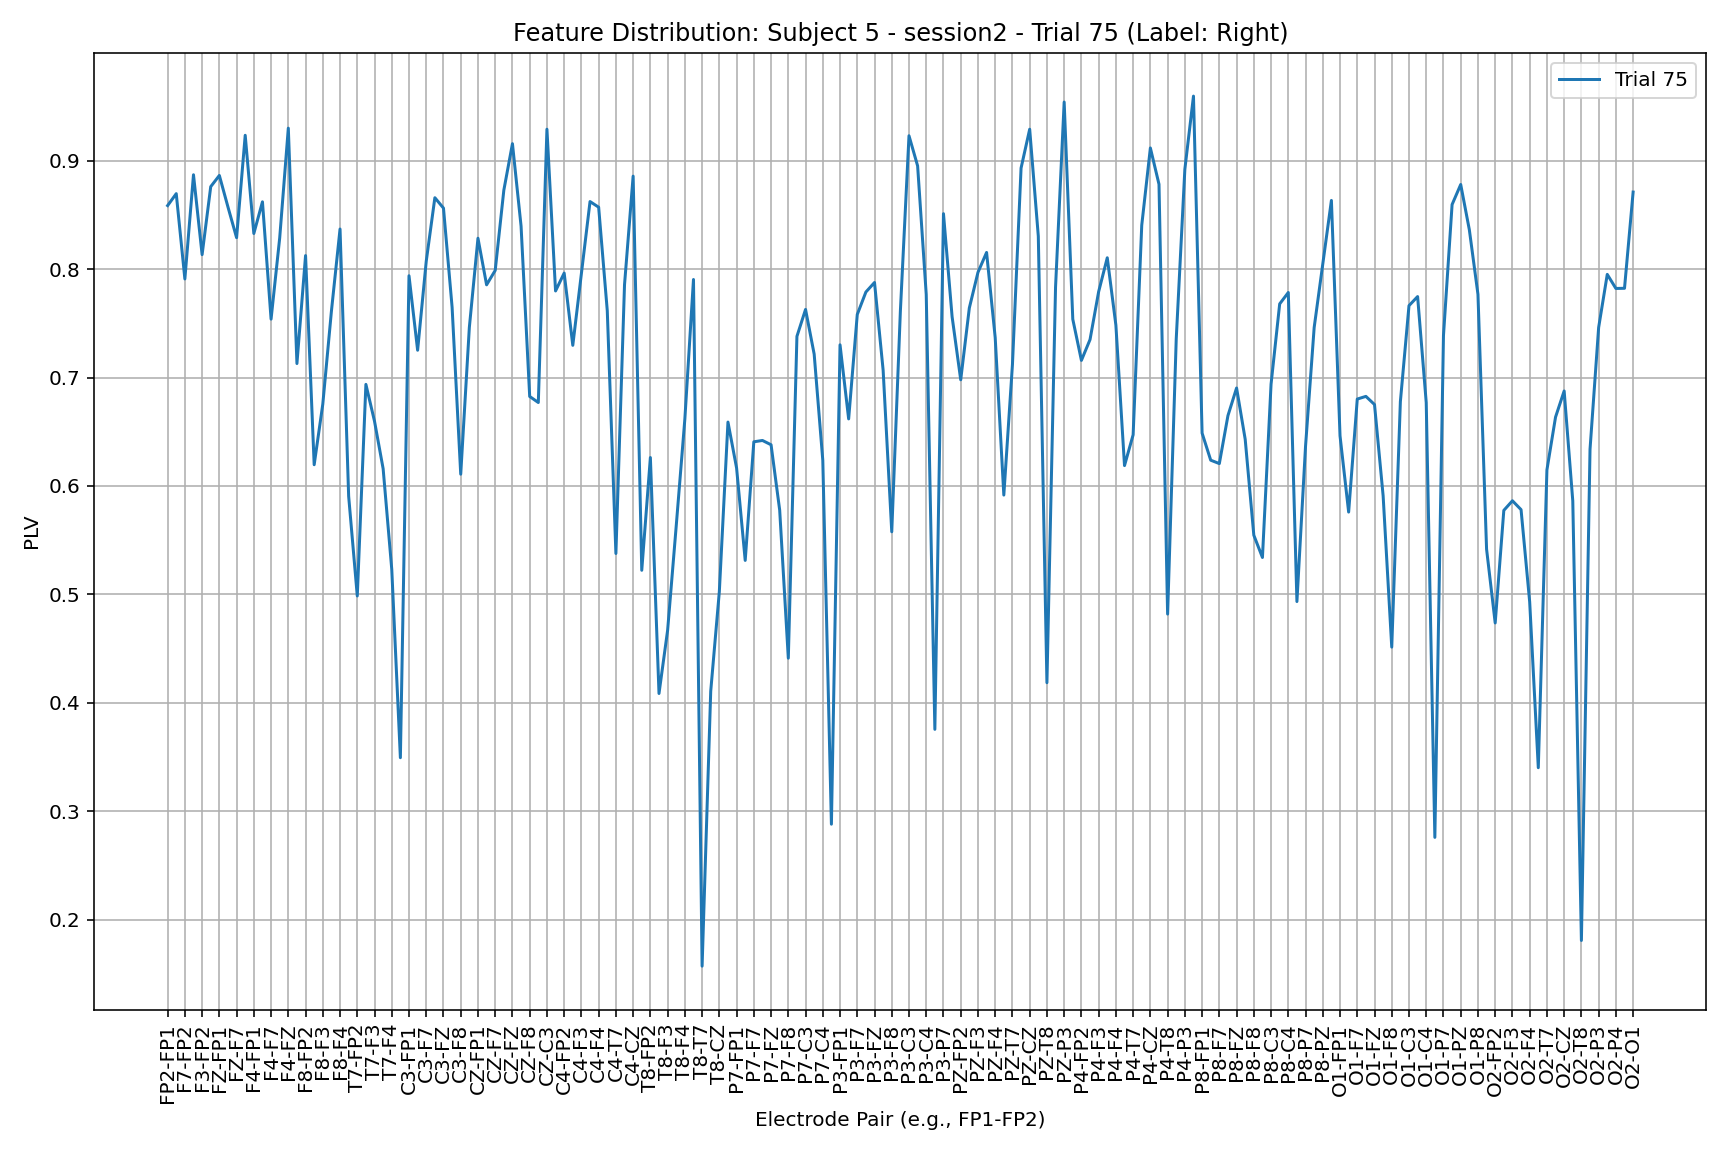 Feature Distribution: Subject 5 - session2 - Trial 75 (Label: Right)
Trial 75
PLV
0.9
0.8
0.7
0.6
0.5
0.4
0.3
0.2
FP2-FP1
F7-FP2
F3-FP2
FZ-FP1
FZ-F7
F4-FP1
F4-F7
F4-FZ
F8-FP2
F8-F3
F8-F4
T7-FP2
T7-F3
T7-F4
C3-FP1
C3-F7
C3-FZ
C3-F8
CZ-FP1
CZ-F7
CZ-FZ
CZ-F8
CZ-C3
C4-FP2
C4-F3
C4-F4
C4-T7
C4-CZ
T8-FP2
T8-F3
T8-F4
T8-T7
T8-CZ
P7-FP1
P7-F7
P7-FZ
P7-F8
P7-C3
P7-C4
P3-FP1
P3-F7
P3-FZ
P3-F8
P3-C3
P3-C4
P3-P7
PZ-FP2
PZ-F3
PZ-F4
PZ-T7
PZ-CZ
PZ-T8
PZ-P3
P4-FP2
P4-F3
P4-F4
P4-T7
P4-CZ
P4-T8
P4-P3
P8-FP1
P8-F7
P8-FZ
P8-F8
P8-C3
P8-C4
P8-P7
P8-PZ
O1-FP1
O1-F7
O1-FZ
O1-F8
O1-C3
O1-C4
O1-P7
O1-PZ
O1-P8
O2-FP2
O2-F3
O2-F4
O2-T7
O2-CZ
O2-T8
O2-P3
O2-P4
O2-O1
Electrode Pair (e.g., FP1-FP2)